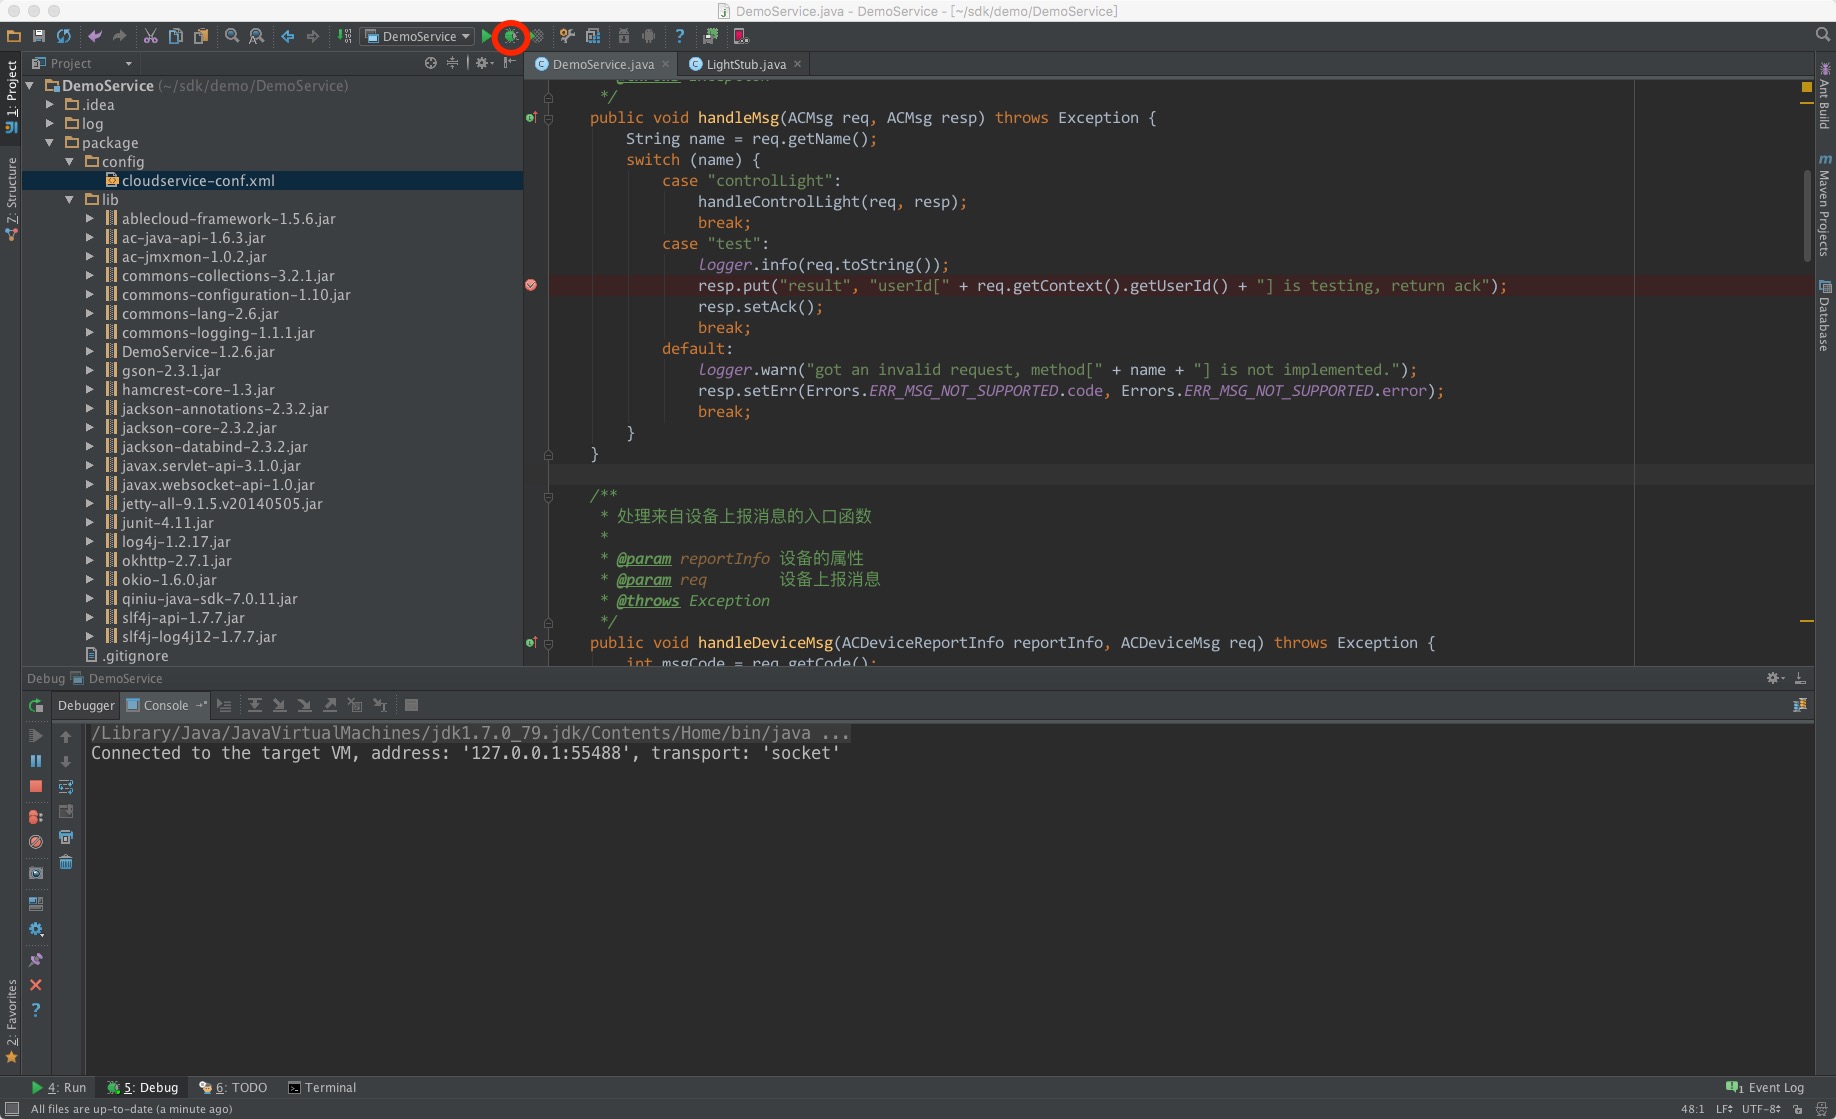 DemoService.java - DemoService - [~/sdk/demo/DemoService]
DemoService
1: Project
7: Structure
2: Favorites
Project
DemoService (~/sdk/demo/DemoService)
.idea
log
package
config
cloudservice-conf.xml
lib
ablecloud-framework-1.5.6.jar
ac-java-api-1.6.3.jar
ac-jmxmon-1.0.2.jar
commons-collections-3.2.1.jar
commons-configuration-1.10.jar
commons-lang-2.6.jar
commons-logging-1.1.1.jar
DemoService-1.2.6.jar
gson-2.3.1.jar
hamcrest-core-1.3.jar
jackson-annotations-2.3.2.jar
jackson-core-2.3.2.jar
jackson-databind-2.3.2.jar
javax.servlet-api-3.1.0.jar
javax.websocket-api-1.0.jar
jetty-all-9.1.5.v20140505.jar
junit-4.11.jar
log4j-1.2.17.jar
okhttp-2.7.1.jar
okio-1.6.0.jar
qiniu-java-sdk-7.0.11.jar
slf4j-api-1.7.7.jar
slf4j-log4j12-1.7.7.jar
.gitignore
DemoService.java
LightStub.java
*/
public void handleMsg(ACMsg req, ACMsg resp) throws Exception {
String name = req.getName();
switch (name) {
case "controlLight":
handleControlLight(req, resp);
break;
case "test":
logger.info(req.toString());
resp.put("result", "userId[" + req.getContext().getUserId() + "] is testing, return ack");
resp.setAck();
break;
default:
logger.warn("got an invalid request, method[" + name + "] is not implemented.");
resp.setErr(Errors.ERR_MSG_NOT_SUPPORTED.code, Errors.ERR_MSG_NOT_SUPPORTED.error);
break;
}
}
/**
* 处理来自设备上报消息的入口函数
*
* @param reportInfo 设备的属性
* @param req 设备上报消息
* @throws Exception
*/
public void handleDeviceMsg(ACDeviceReportInfo reportInfo, ACDeviceMsg req) throws Exception {
int msgCode = req.getCode();
Ant Build
m Maven Projects
Database
Debug DemoService
Debugger Console
/Library/Java/JavaVirtualMachines/jdk1.7.0_79.jdk/Contents/Home/bin/java ...
Connected to the target VM, address: '127.0.0.1:55488', transport: 'socket'
4: Run 5: Debug 6: TODO Terminal
1 Event Log
All files are up-to-date (a minute ago)
48:1 LF UTF-8